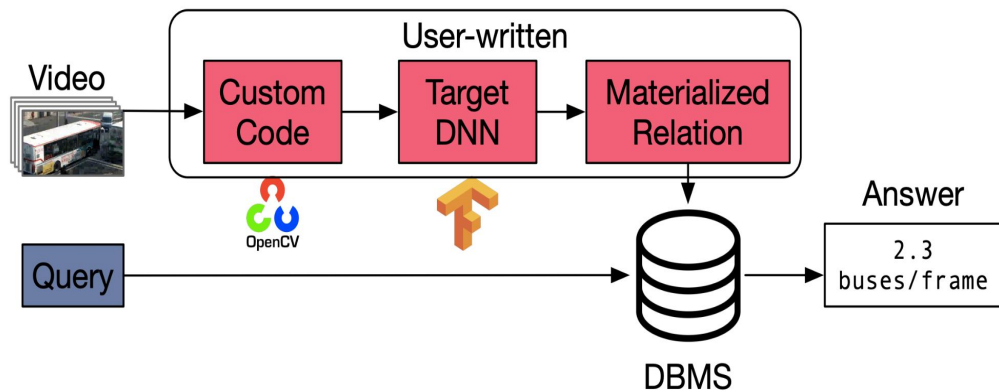 User-written
Video
Custom
Code
Target
DNN
Materialized
Relation
OpenCV
Answer
Query
2.3
buses/frame
DBMS